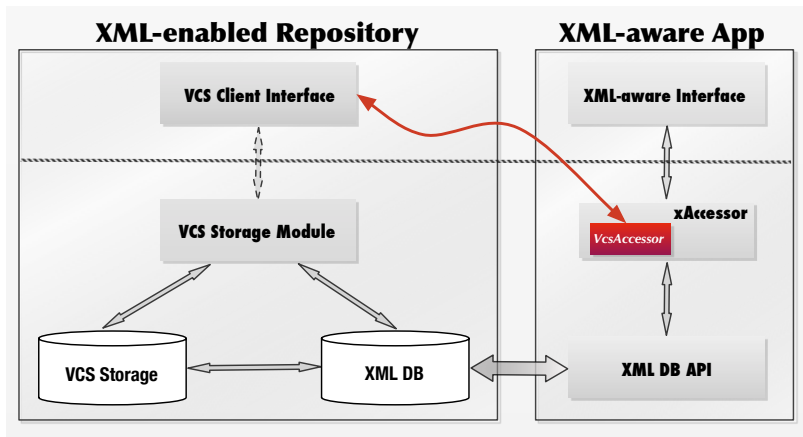 XML-enabled Repository
XML-aware App
VCS Client Interface
XML-aware Interface
VCS Storage Module
xAccessor
VcsAccessor
VCS Storage
XML DB
XML DB API